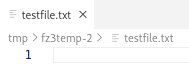 testfile.txt ×
tmp > fz3temp-2 > testfile.txt
1